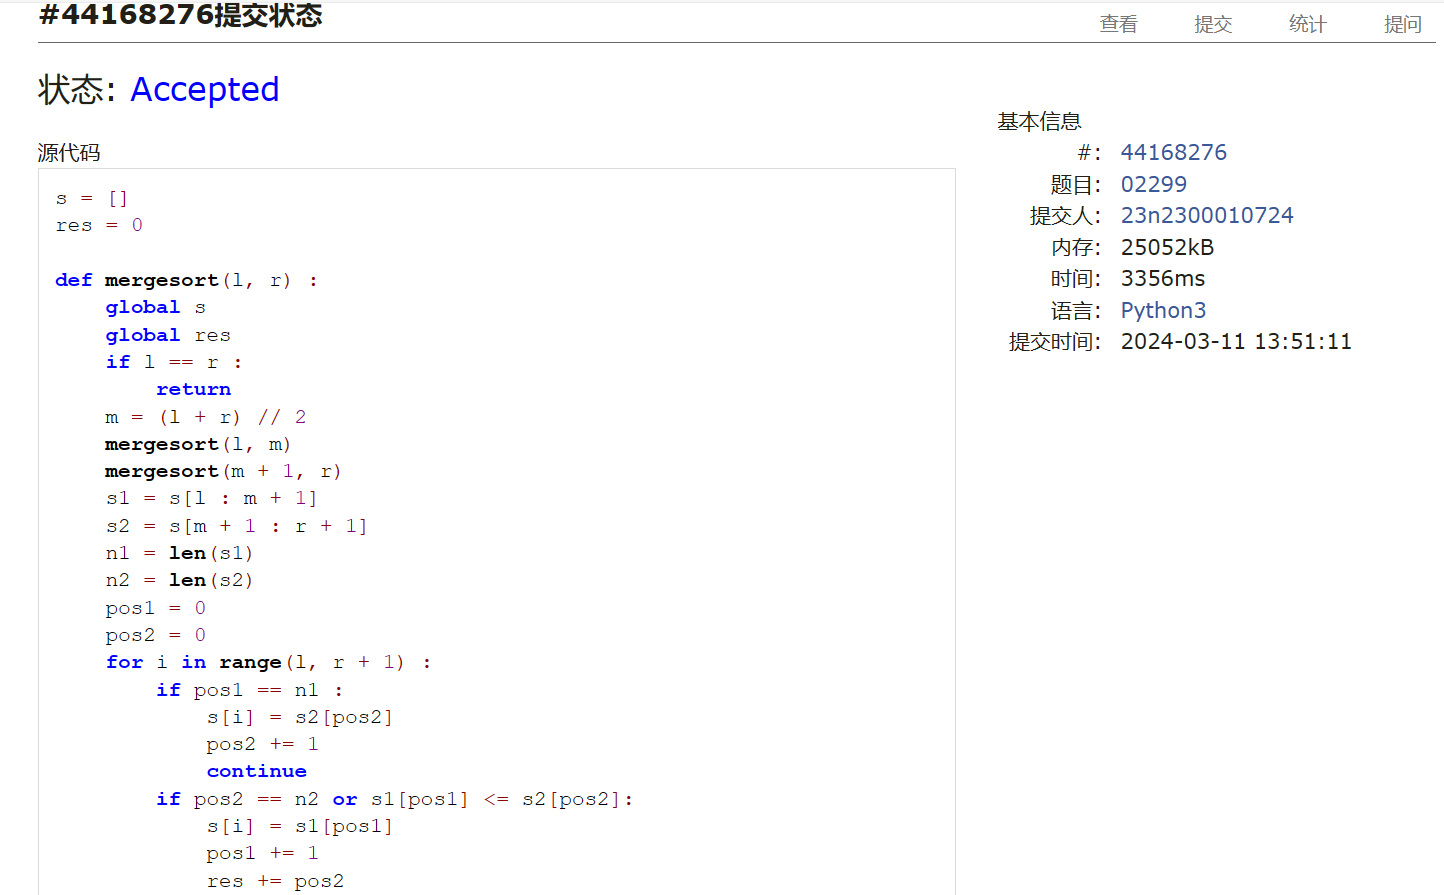 #44168276提交状态
查看 提交 统计 提问
状态: Accepted
源代码
s = []
res = 0
def mergesort(l, r) :
    global s
    global res
    if l == r :
        return
    m = (l + r) // 2
    mergesort(l, m)
    mergesort(m + 1, r)
    s1 = s[l : m + 1]
    s2 = s[m + 1 : r + 1]
    n1 = len(s1)
    n2 = len(s2)
    pos1 = 0
    pos2 = 0
    for i in range(l, r + 1) :
        if pos1 == n1 :
            s[i] = s2[pos2]
            pos2 += 1
            continue
        if pos2 == n2 or s1[pos1] <= s2[pos2]:
            s[i] = s1[pos1]
            pos1 += 1
            res += pos2
基本信息
#: 44168276
题目: 02299
提交人: 23n2300010724
内存: 25052kB
时间: 3356ms
语言: Python3
提交时间: 2024-03-11 13:51:11